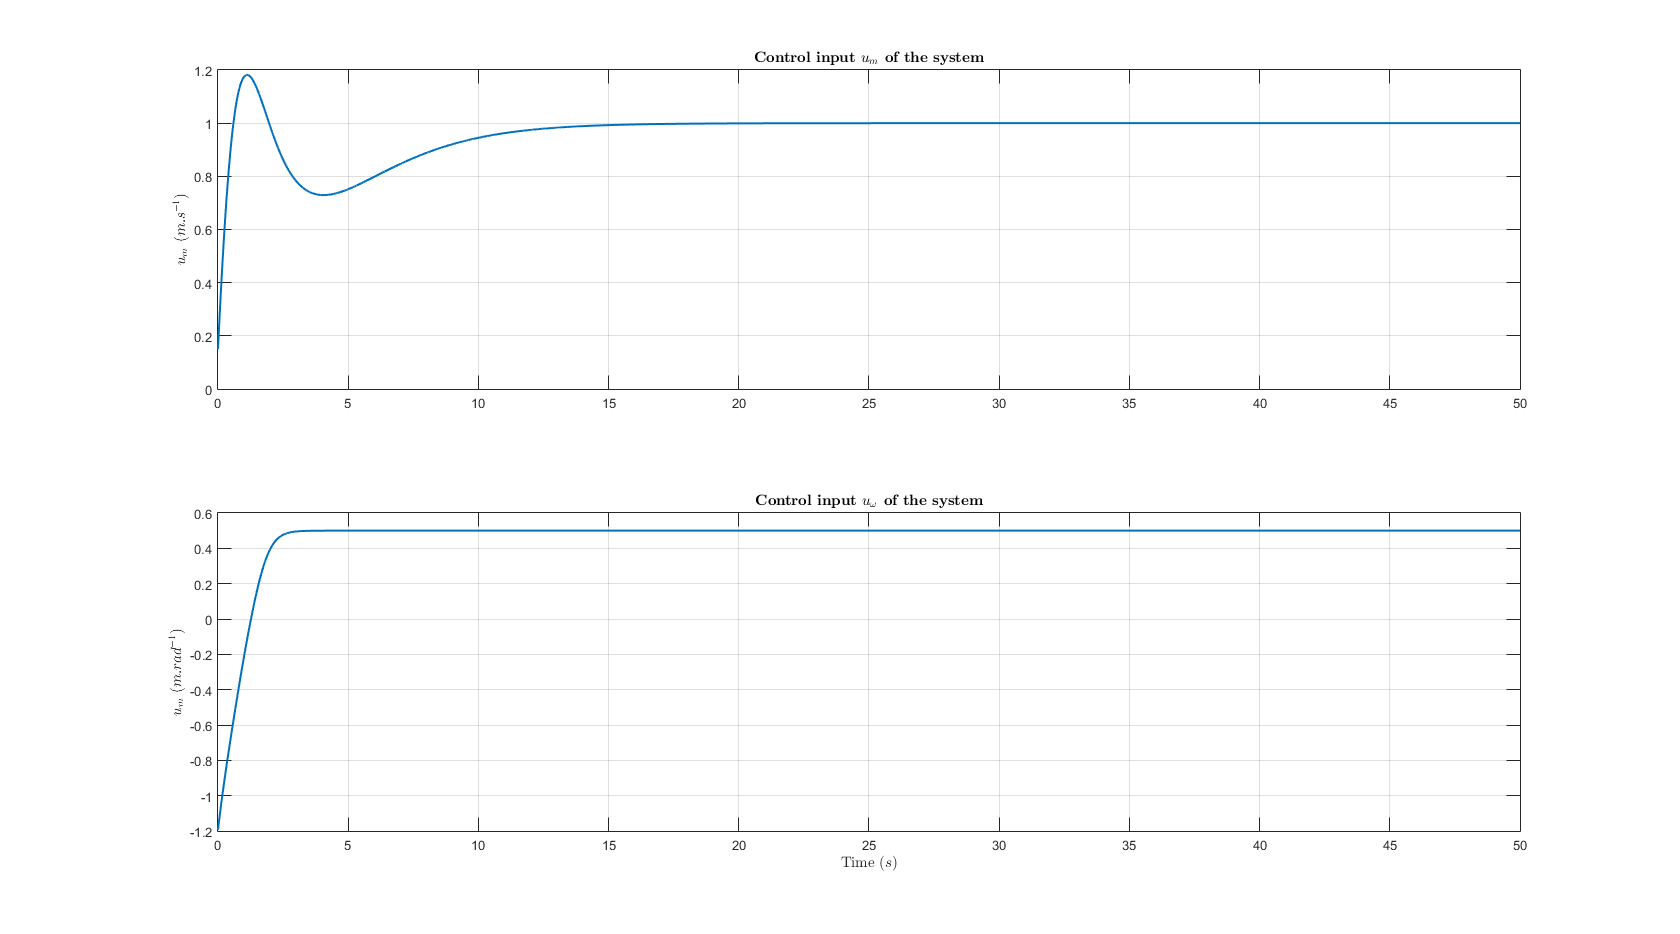 Control input u_m of the system
1.2
1
0.8
0.6
0.4
0.2
0
u_m (m.s^{-1})
0 5 10 15 20 25 30 35 40 45 50
Control input u_ω of the system
0.6
0.4
0.2
0
-0.2
-0.4
-0.6
-0.8
-1
-1.2
u_m (m.rad^{-1})
0 5 10 15 20 25 30 35 40 45 50
Time (s)